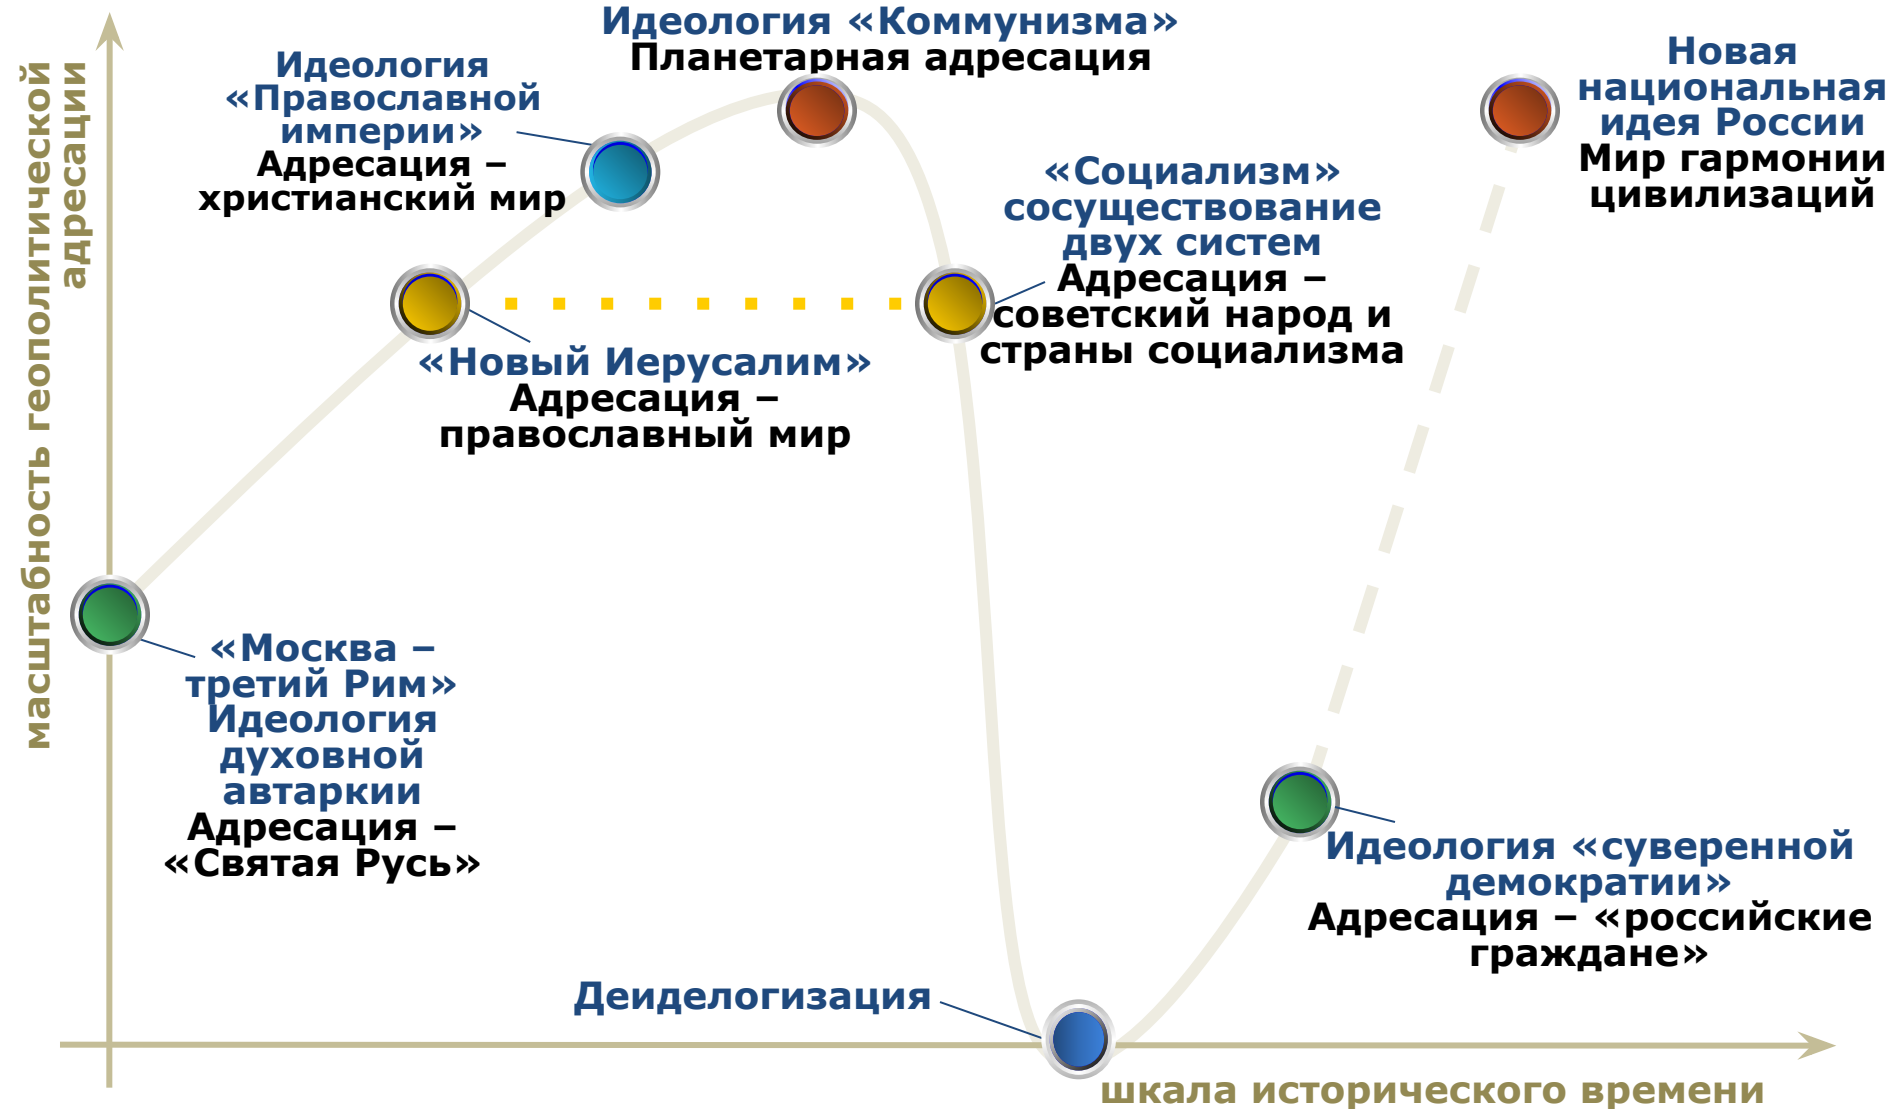 Идеология «Коммунизма»
Планетарная адресация
Идеология
«Православной
империи»
Адресация –
христианский мир
Новая
национальная
идея России
Мир гармонии
цивилизаций
«Социализм»
сосуществование
двух систем
Адресация –
советский народ и
страны социализма
«Новый Иерусалим»
Адресация –
православный мир
масштабность геополитической
адресации
«Москва –
третий Рим»
Идеология
духовной
автаркии
Адресация –
«Святая Русь»
Идеология «суверенной
демократии»
Адресация – «российские
граждане»
Деиделогизация
шкала исторического времени